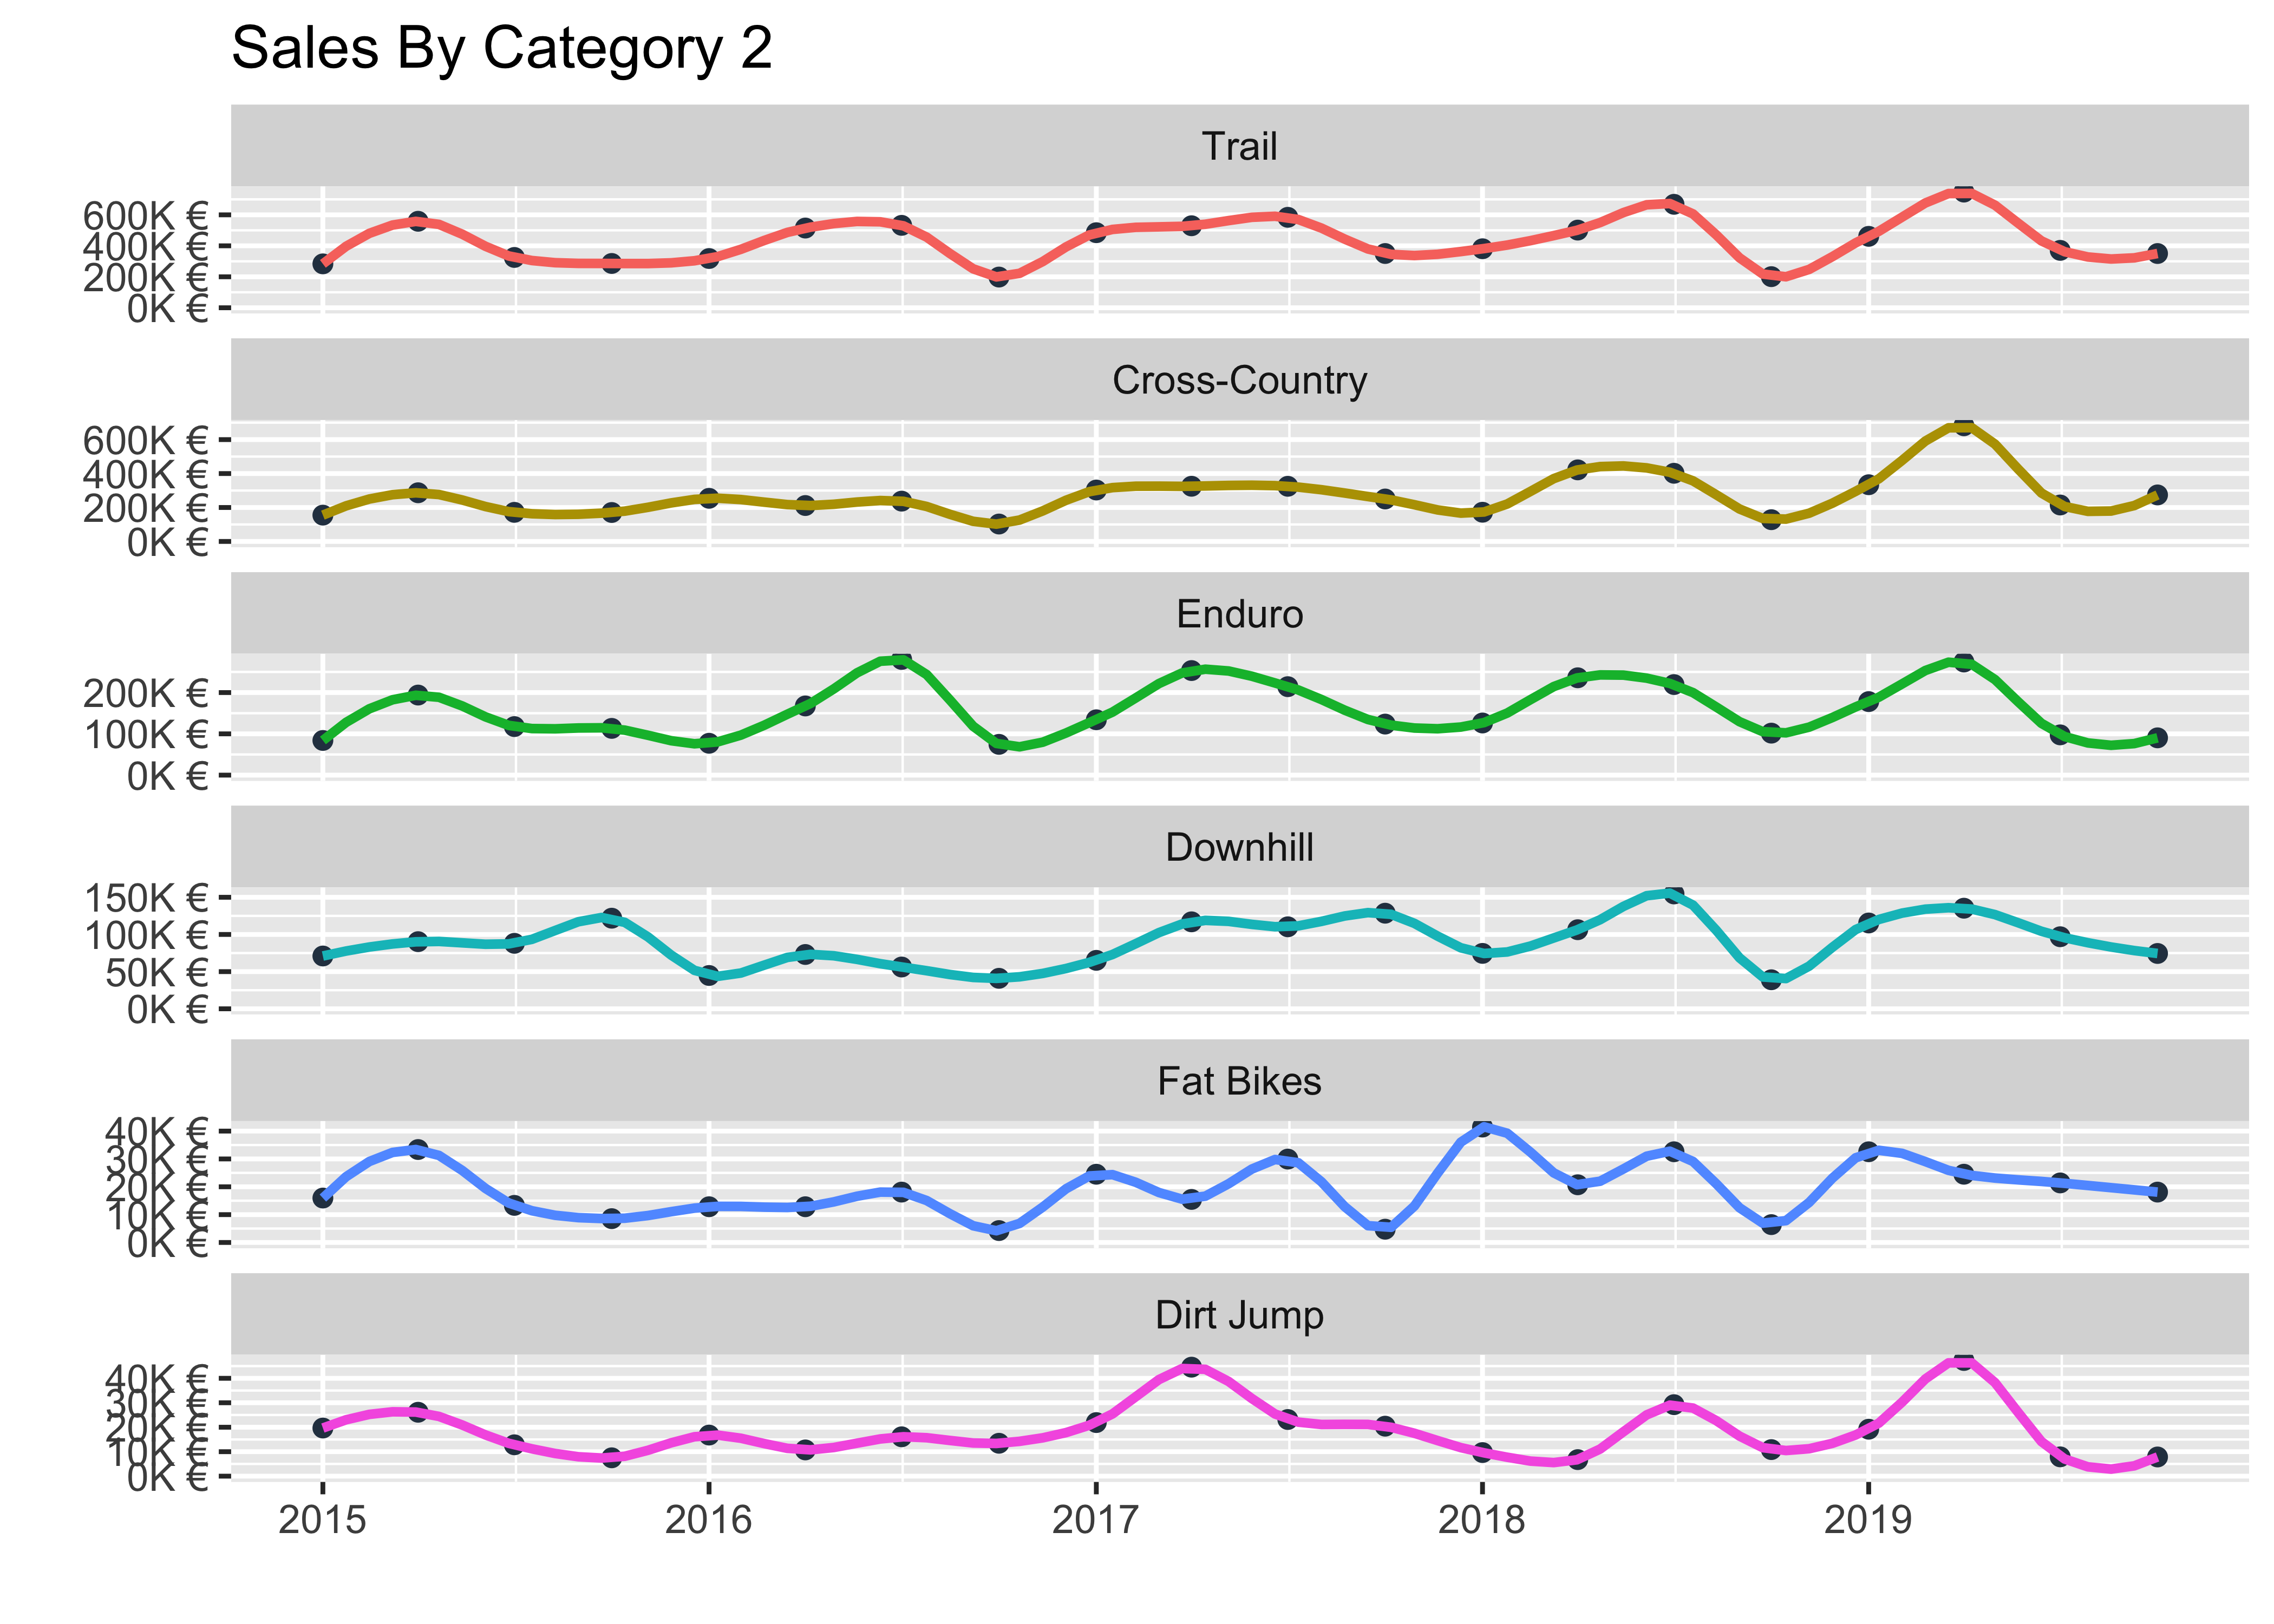 Sales By Category 2
Trail
600K €
400K €
200K €
0K €
Cross-Country
600K €
400K €
200K €
0K €
Enduro
200K €
100K €
0K €
Downhill
150K €
100K €
50K €
0K €
Fat Bikes
40K €
30K €
20K €
10K €
0K €
Dirt Jump
40K €
30K €
20K €
10K €
0K €
2015 2016 2017 2018 2019